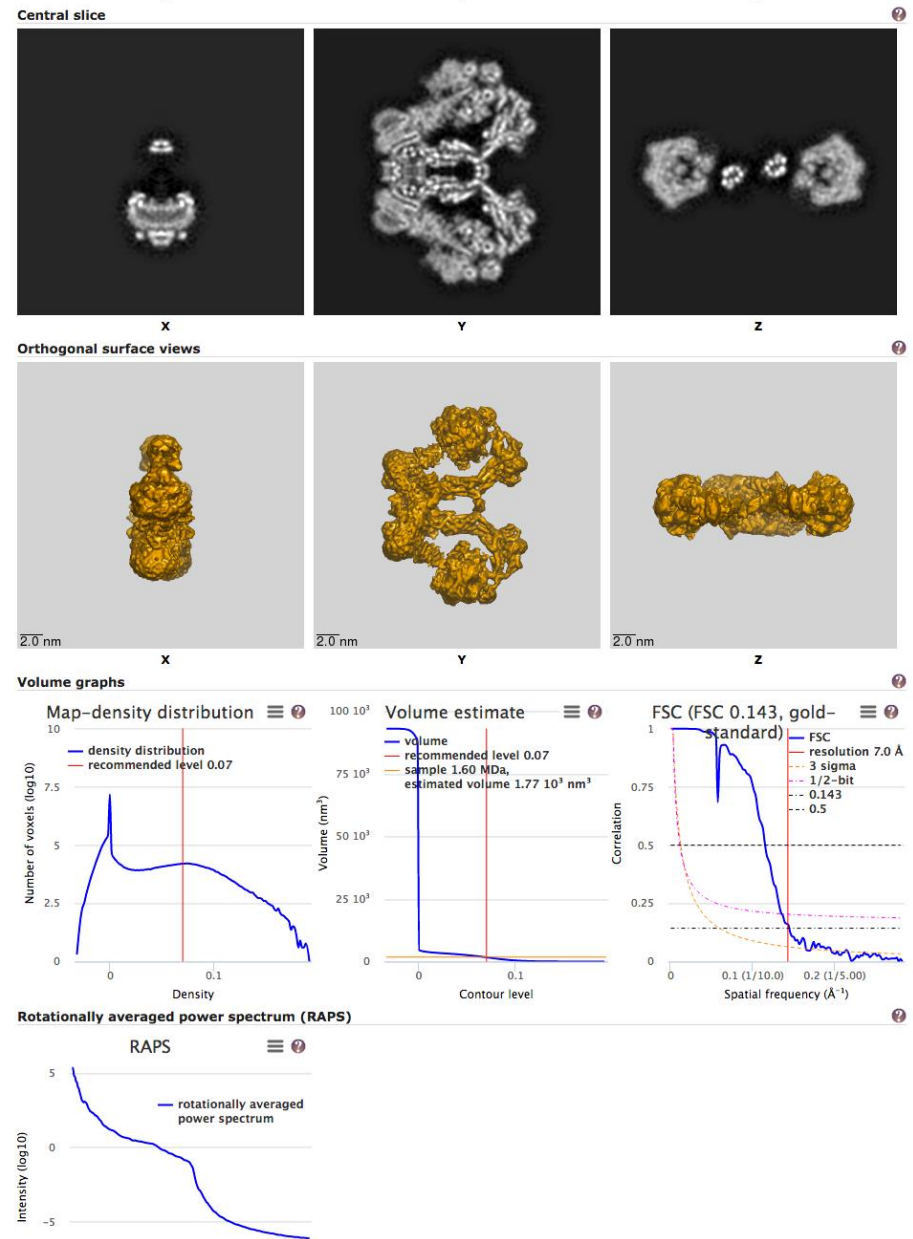 Central slice
X
Y
Z
Orthogonal surface views
2.0 nm
2.0 nm
2.0 nm
X
Y
Z
Volume graphs
Map-density distribution
10
7.5
5
2.5
0
Number of voxels (log10)
density distribution
recommended level 0.07
0
0.1
Density
Volume estimate
100 10³
75 10³
50 10³
25 10³
0
Volume (nm³)
volume
recommended level 0.07
sample 1.60 MDa,
estimated volume 1.77 10³ nm³
0
0.1
Contour level
FSC (FSC 0.143, gold-
standard)
1
0.75
0.5
0.25
0
Correlation
FSC
resolution 7.0 Å
3 sigma
1/2-bit
0.143
0.5
0
0.1 (1/10.0)
0.2 (1/5.00)
Spatial frequency (Å⁻¹)
Rotationally averaged power spectrum (RAPS)
RAPS
5
0
-5
Intensity (log10)
rotationally averaged
power spectrum